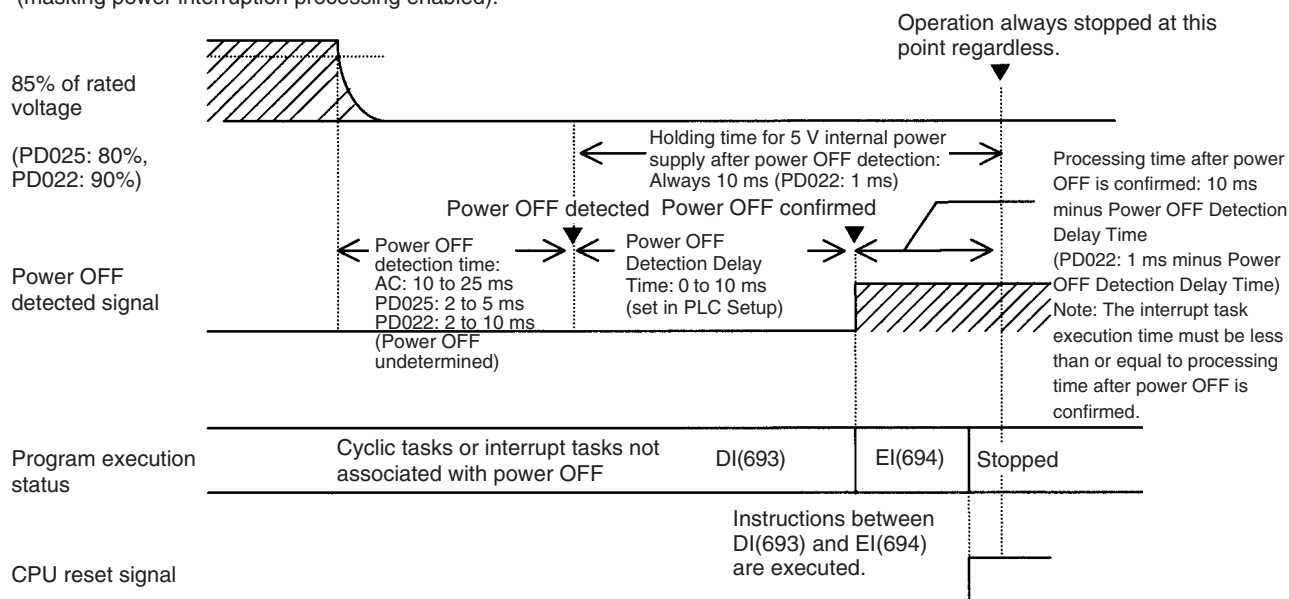 (masking power interruption processing enabled).
Operation always stopped at this
point regardless.
85% of rated
voltage
(PD025: 80%,
PD022: 90%)
Holding time for 5 V internal power
supply after power OFF detection:
Always 10 ms (PD022: 1 ms)
Processing time after power
OFF is confirmed: 10 ms
minus Power OFF Detection
Delay Time
(PD022: 1 ms minus Power
OFF Detection Delay Time)
Note: The interrupt task
execution time must be less
than or equal to processing
time after power OFF is
confirmed.
Power OFF detected
Power OFF confirmed
Power OFF
detected signal
Power OFF
detection time:
AC: 10 to 25 ms
PD025: 2 to 5 ms
PD022: 2 to 10 ms
(Power OFF
undetermined)
Power OFF
Detection Delay
Time: 0 to 10 ms
(set in PLC Setup)
Program execution
status
Cyclic tasks or interrupt tasks not
associated with power OFF
DI(693)
EI(694)
Stopped
Instructions between
DI(693) and EI(694)
are executed.
CPU reset signal